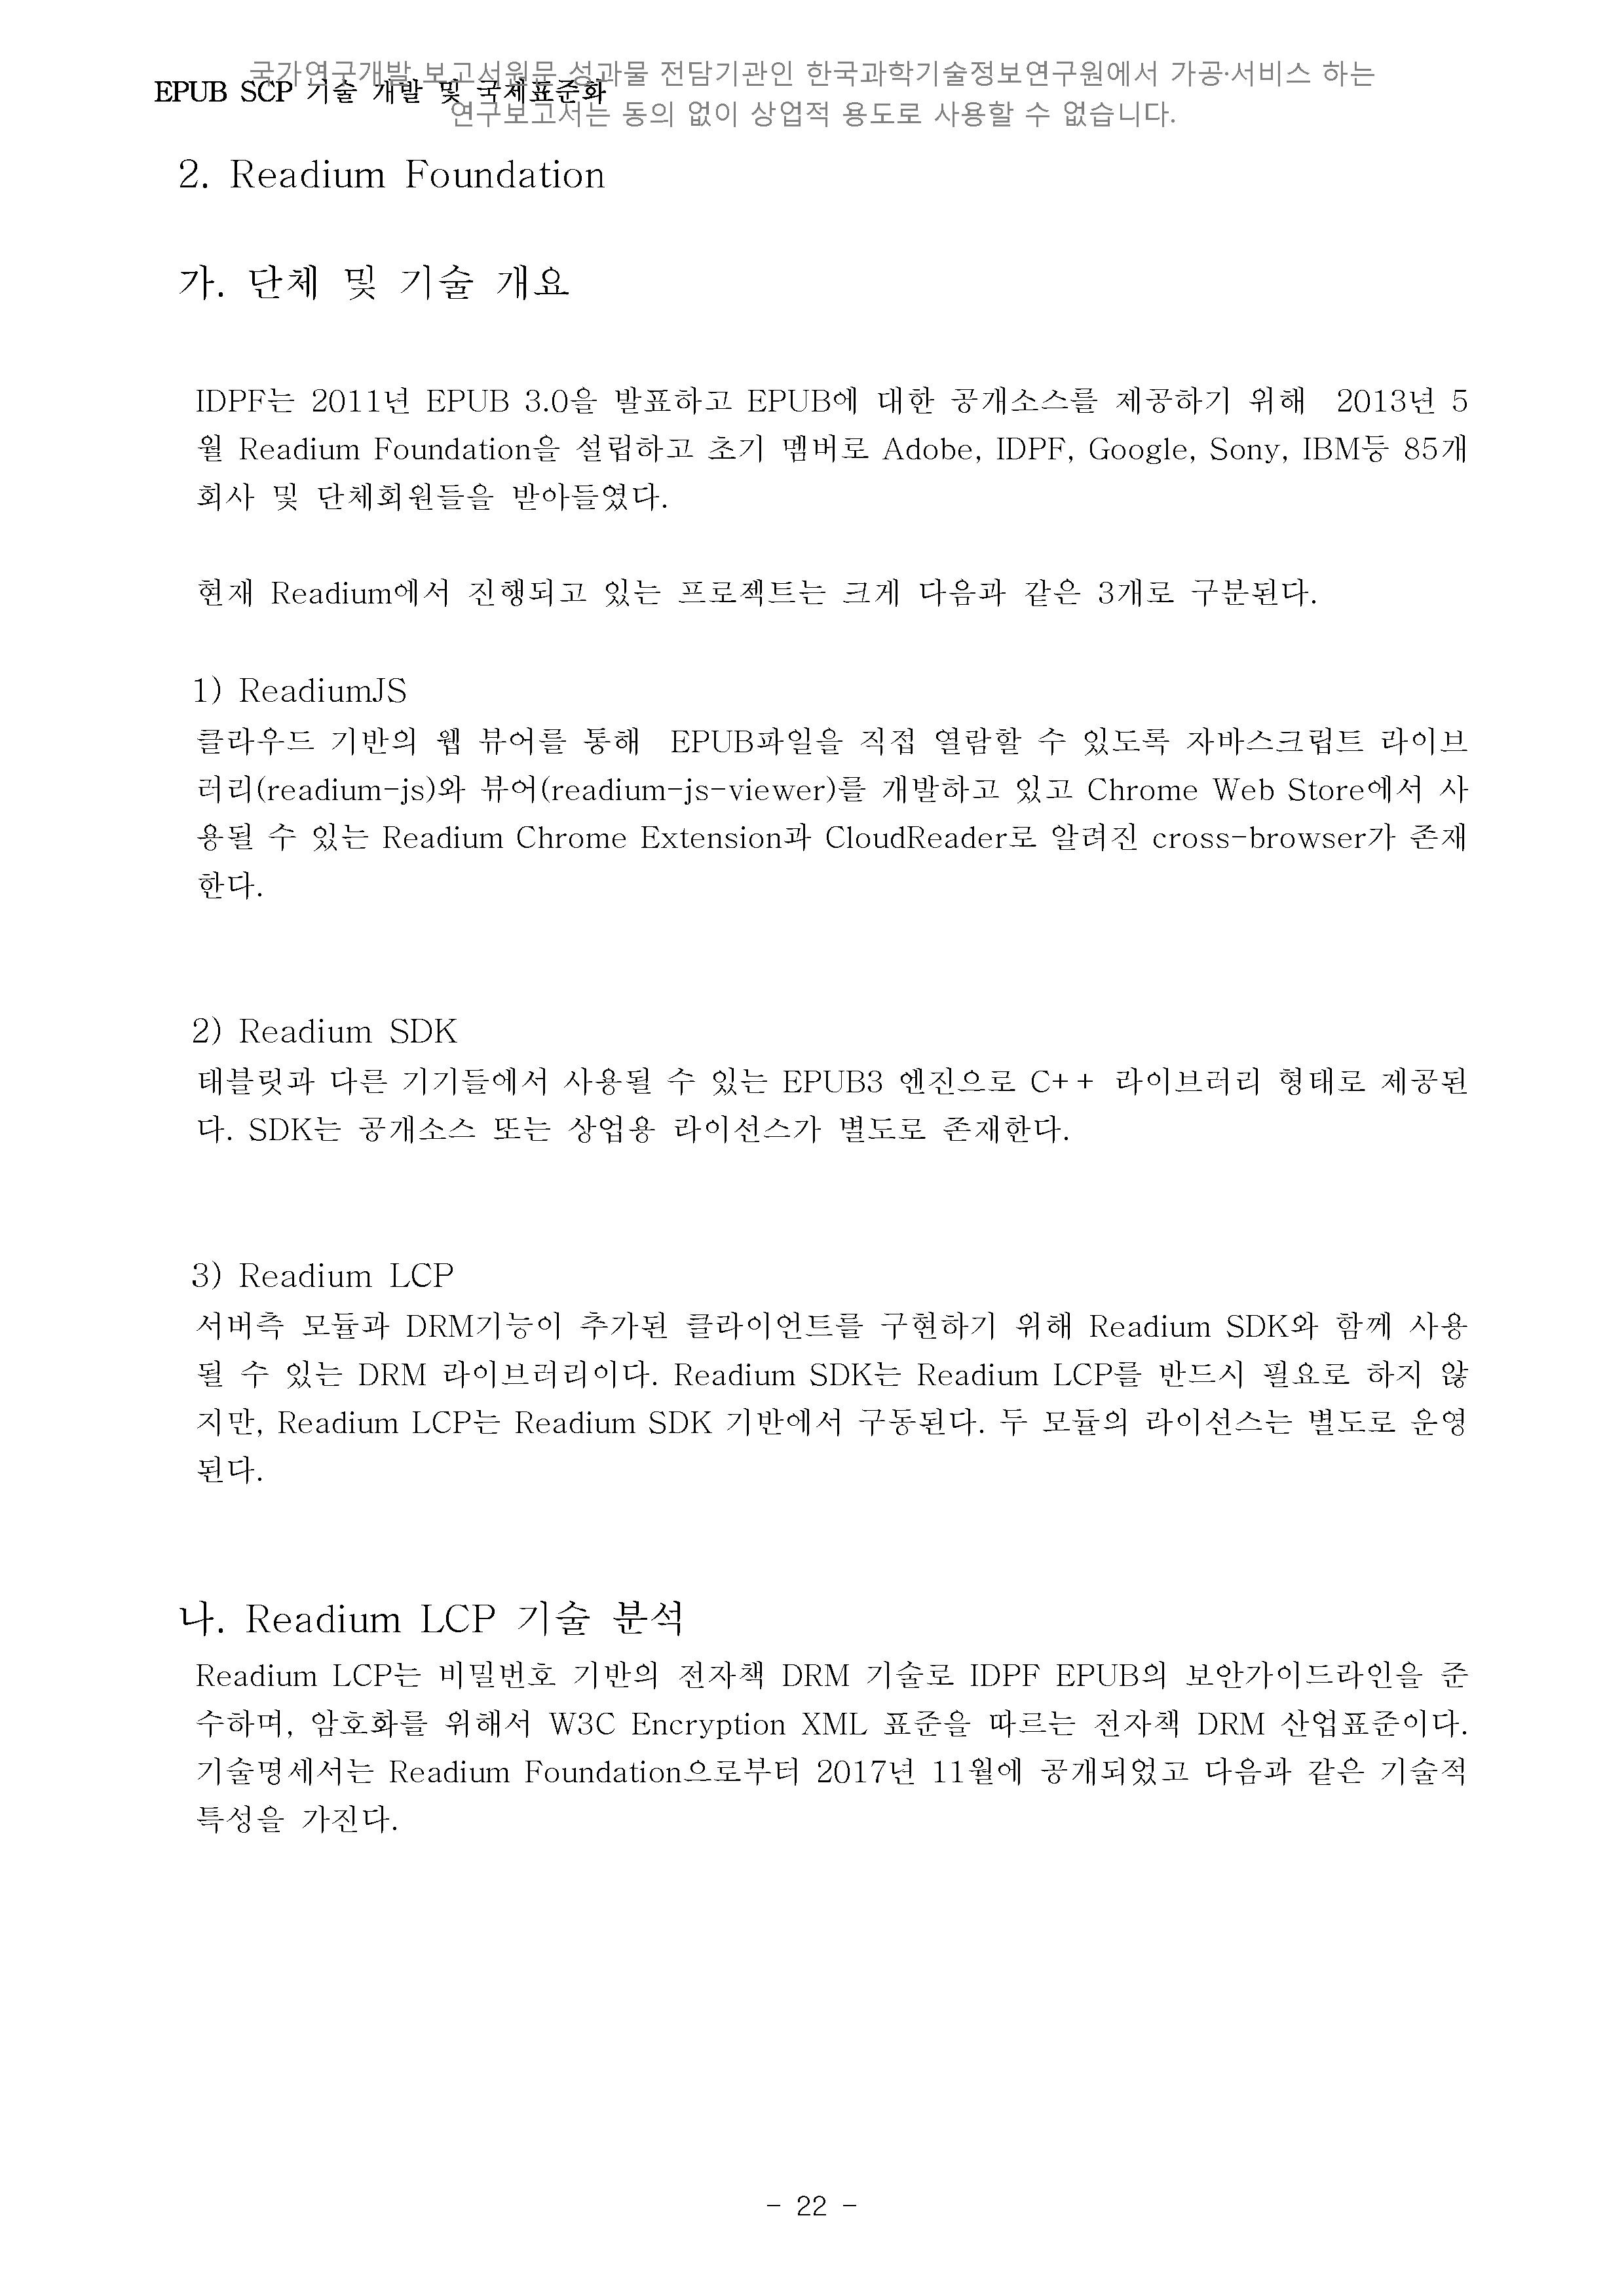 국가연구개발 보고서원문 성과물 전담기관인 한국과학기술정보연구원에서 가공·서비스 하는
연구보고서는 동의 없이 상업적 용도로 사용할 수 없습니다.
EPUB SCP 기술 개발 및 국제표준화
2. Readium Foundation
가. 단체 및 기술 개요
IDPF는 2011년 EPUB 3.0을 발표하고 EPUB에 대한 공개소스를 제공하기 위해 2013년 5
월 Readium Foundation을 설립하고 초기 멤버로 Adobe, IDPF, Google, Sony, IBM등 85개
회사 및 단체회원들을 받아들였다.
현재 Readium에서 진행되고 있는 프로젝트는 크게 다음과 같은 3개로 구분된다.
1) ReadiumJS
클라우드 기반의 웹 뷰어를 통해 EPUB파일을 직접 열람할 수 있도록 자바스크립트 라이브
러리(readium-js)와 뷰어(readium-js-viewer)를 개발하고 있고 Chrome Web Store에서 사
용될 수 있는 Readium Chrome Extension과 CloudReader로 알려진 cross-browser가 존재
한다.
2) Readium SDK
태블릿과 다른 기기들에서 사용될 수 있는 EPUB3 엔진으로 C++ 라이브러리 형태로 제공된
다. SDK는 공개소스 또는 상업용 라이선스가 별도로 존재한다.
3) Readium LCP
서버측 모듈과 DRM기능이 추가된 클라이언트를 구현하기 위해 Readium SDK와 함께 사용
될 수 있는 DRM 라이브러리이다. Readium SDK는 Readium LCP를 반드시 필요로 하지 않
지만, Readium LCP는 Readium SDK 기반에서 구동된다. 두 모듈의 라이선스는 별도로 운영
된다.
나. Readium LCP 기술 분석
Readium LCP는 비밀번호 기반의 전자책 DRM 기술로 IDPF EPUB의 보안가이드라인을 준
수하며, 암호화를 위해서 W3C Encryption XML 표준을 따르는 전자책 DRM 산업표준이다.
기술명세서는 Readium Foundation으로부터 2017년 11월에 공개되었고 다음과 같은 기술적
특성을 가진다.
- 22 -